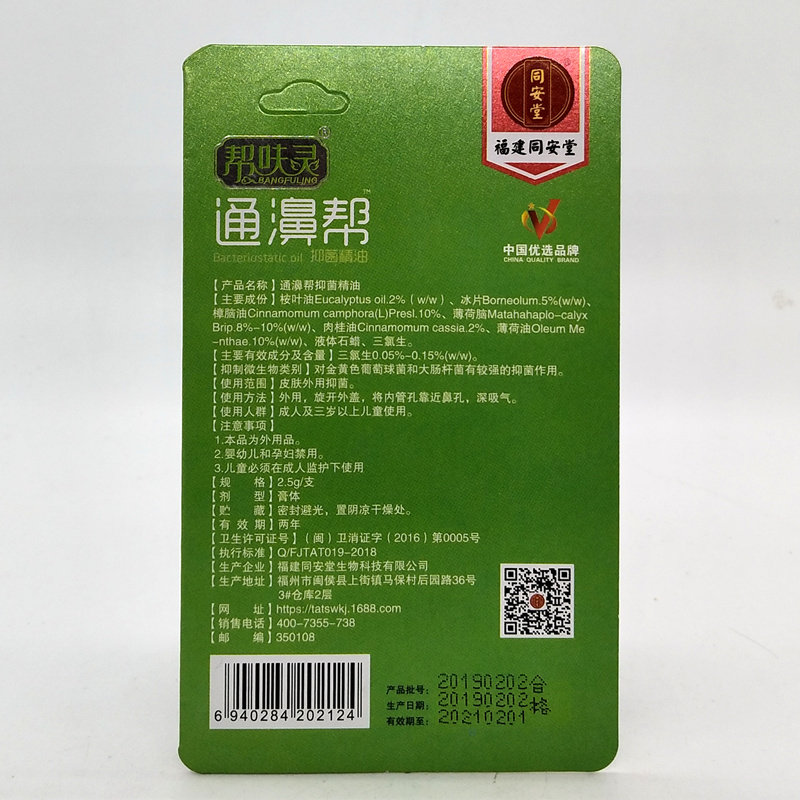 同安堂
福建同安堂
帮呋灵®
BANGFULING
通濞帮™
Bacteriostatic oil 抑菌精油
中国优选品牌
CHINA QUALITY BRAND
【产品名称】通濞帮抑菌精油
【主要成份】桉叶油Eucalyptus oil.2%（w/w）、冰片Borneolum.5%(w/w)、
樟脑油Cinnamomum camphora(L)Presl.10%、薄荷脑Matahahaplo-calyx
Brip.8%-10%(w/w)、肉桂油Cinnamomum cassia.2%、薄荷油Oleum Me
-nthae.10%(w/w)、液体石蜡、三氯生。
【主要有效成分及含量】三氯生0.05%-0.15%(w/w)。
【抑制微生物类别】对金黄色葡萄球菌和大肠杆菌有较强的抑菌作用。
【使用范围】皮肤外用抑菌。
【使用方法】外用，旋开外盖，将内管孔靠近鼻孔，深吸气。
【使用人群】成人及三岁以上儿童使用。
【注意事项】
1.本品为外用品。
2.婴幼儿和孕妇禁用。
3.儿童必须在成人监护下使用
【规 格】2.5g/支
【剂 型】膏体
【贮 藏】密封避光，置阴凉干燥处。
【有 效 期】两年
【卫生许可证号】（闽）卫消证字（2016）第0005号
【执行标准】Q/FJTAT019-2018
【生产企业】福建同安堂生物科技有限公司
【生产地址】福州市闽侯县上街镇马保村后园路36号
3#仓库2层
【网 址】https://tatswkj.1688.com
【销售电话】400-7355-738
【邮 编】350108
6 940284 202124
产品批号：20190202合
生产日期：20190202格
有效期至：20210201